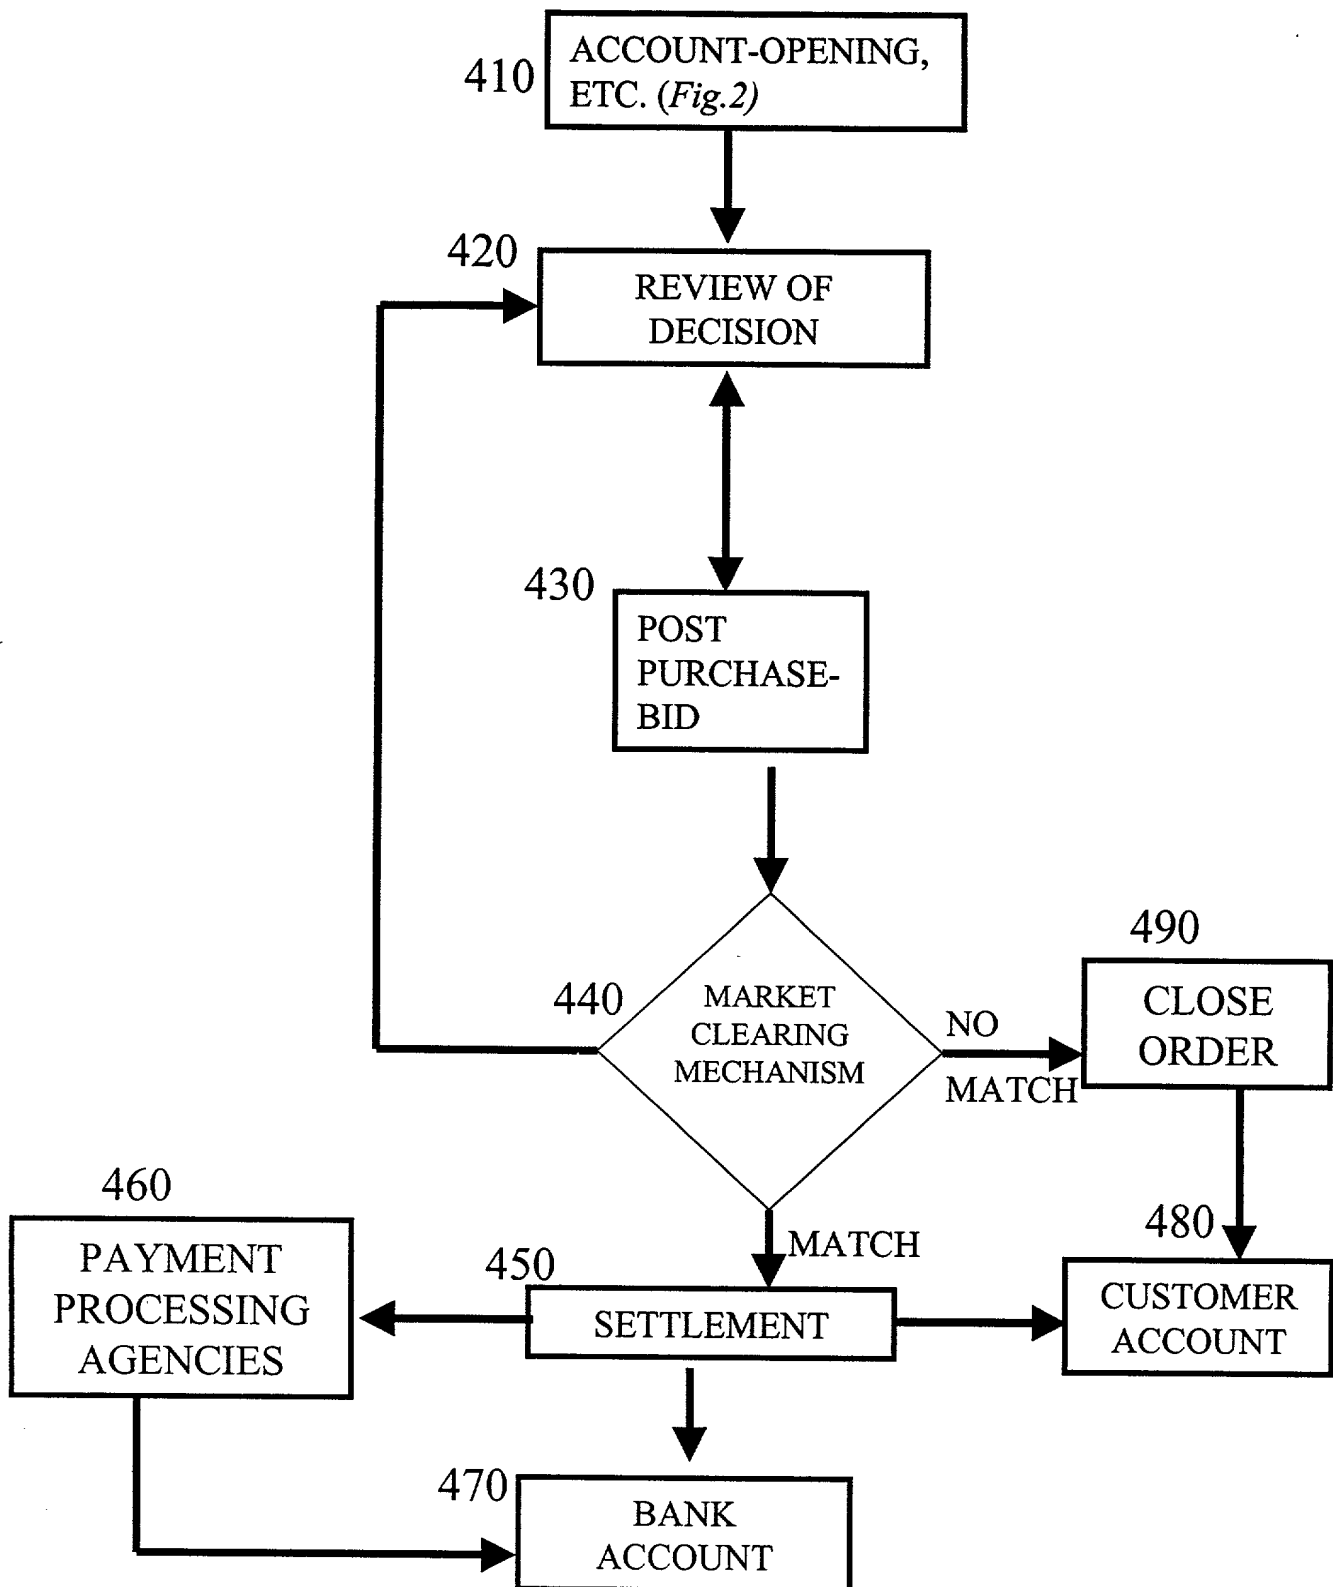 410
ACCOUNT-OPENING,
ETC. (Fig.2)
420
REVIEW OF
DECISION
430
POST
PURCHASE-
BID
440
MARKET
CLEARING
MECHANISM
NO
MATCH
490
CLOSE
ORDER
460
PAYMENT
PROCESSING
AGENCIES
MATCH
450
SETTLEMENT
480
CUSTOMER
ACCOUNT
470
BANK
ACCOUNT